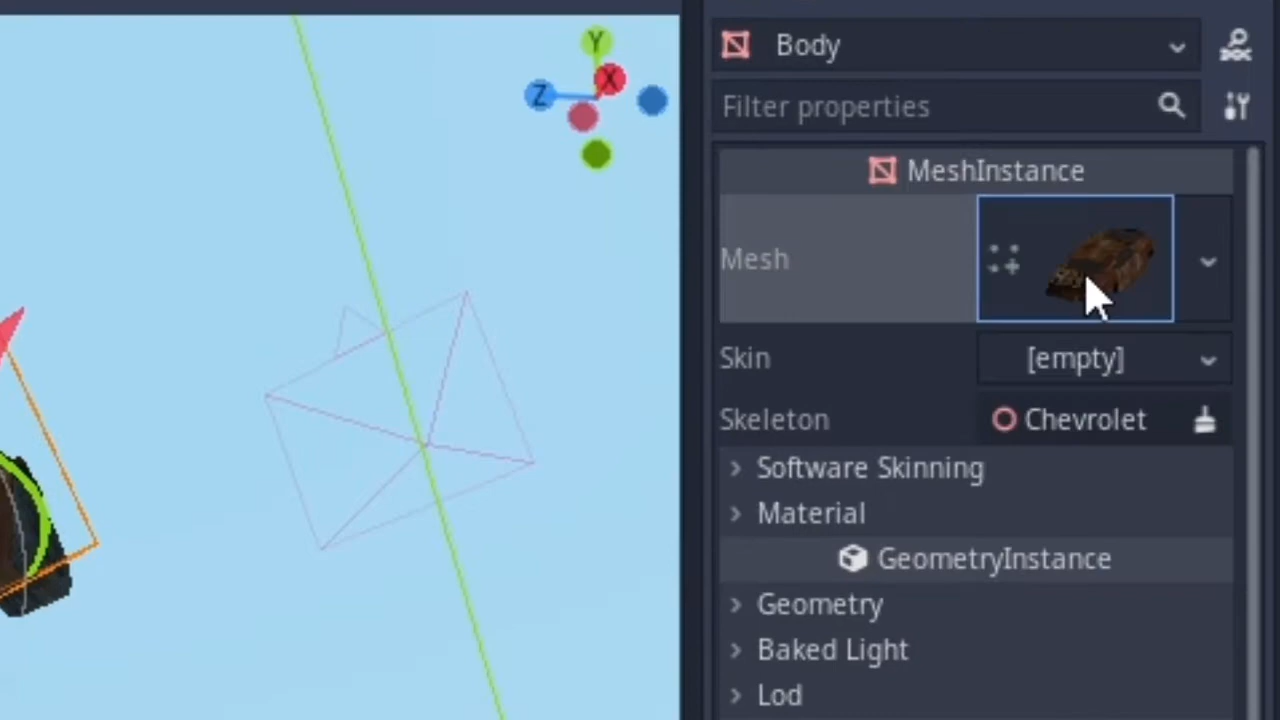 Y
X
Z
Body
Filter properties
MeshInstance
Mesh
Skin [empty]
Skeleton Chevrolet
Software Skinning
Material
GeometryInstance
Geometry
Baked Light
Lod